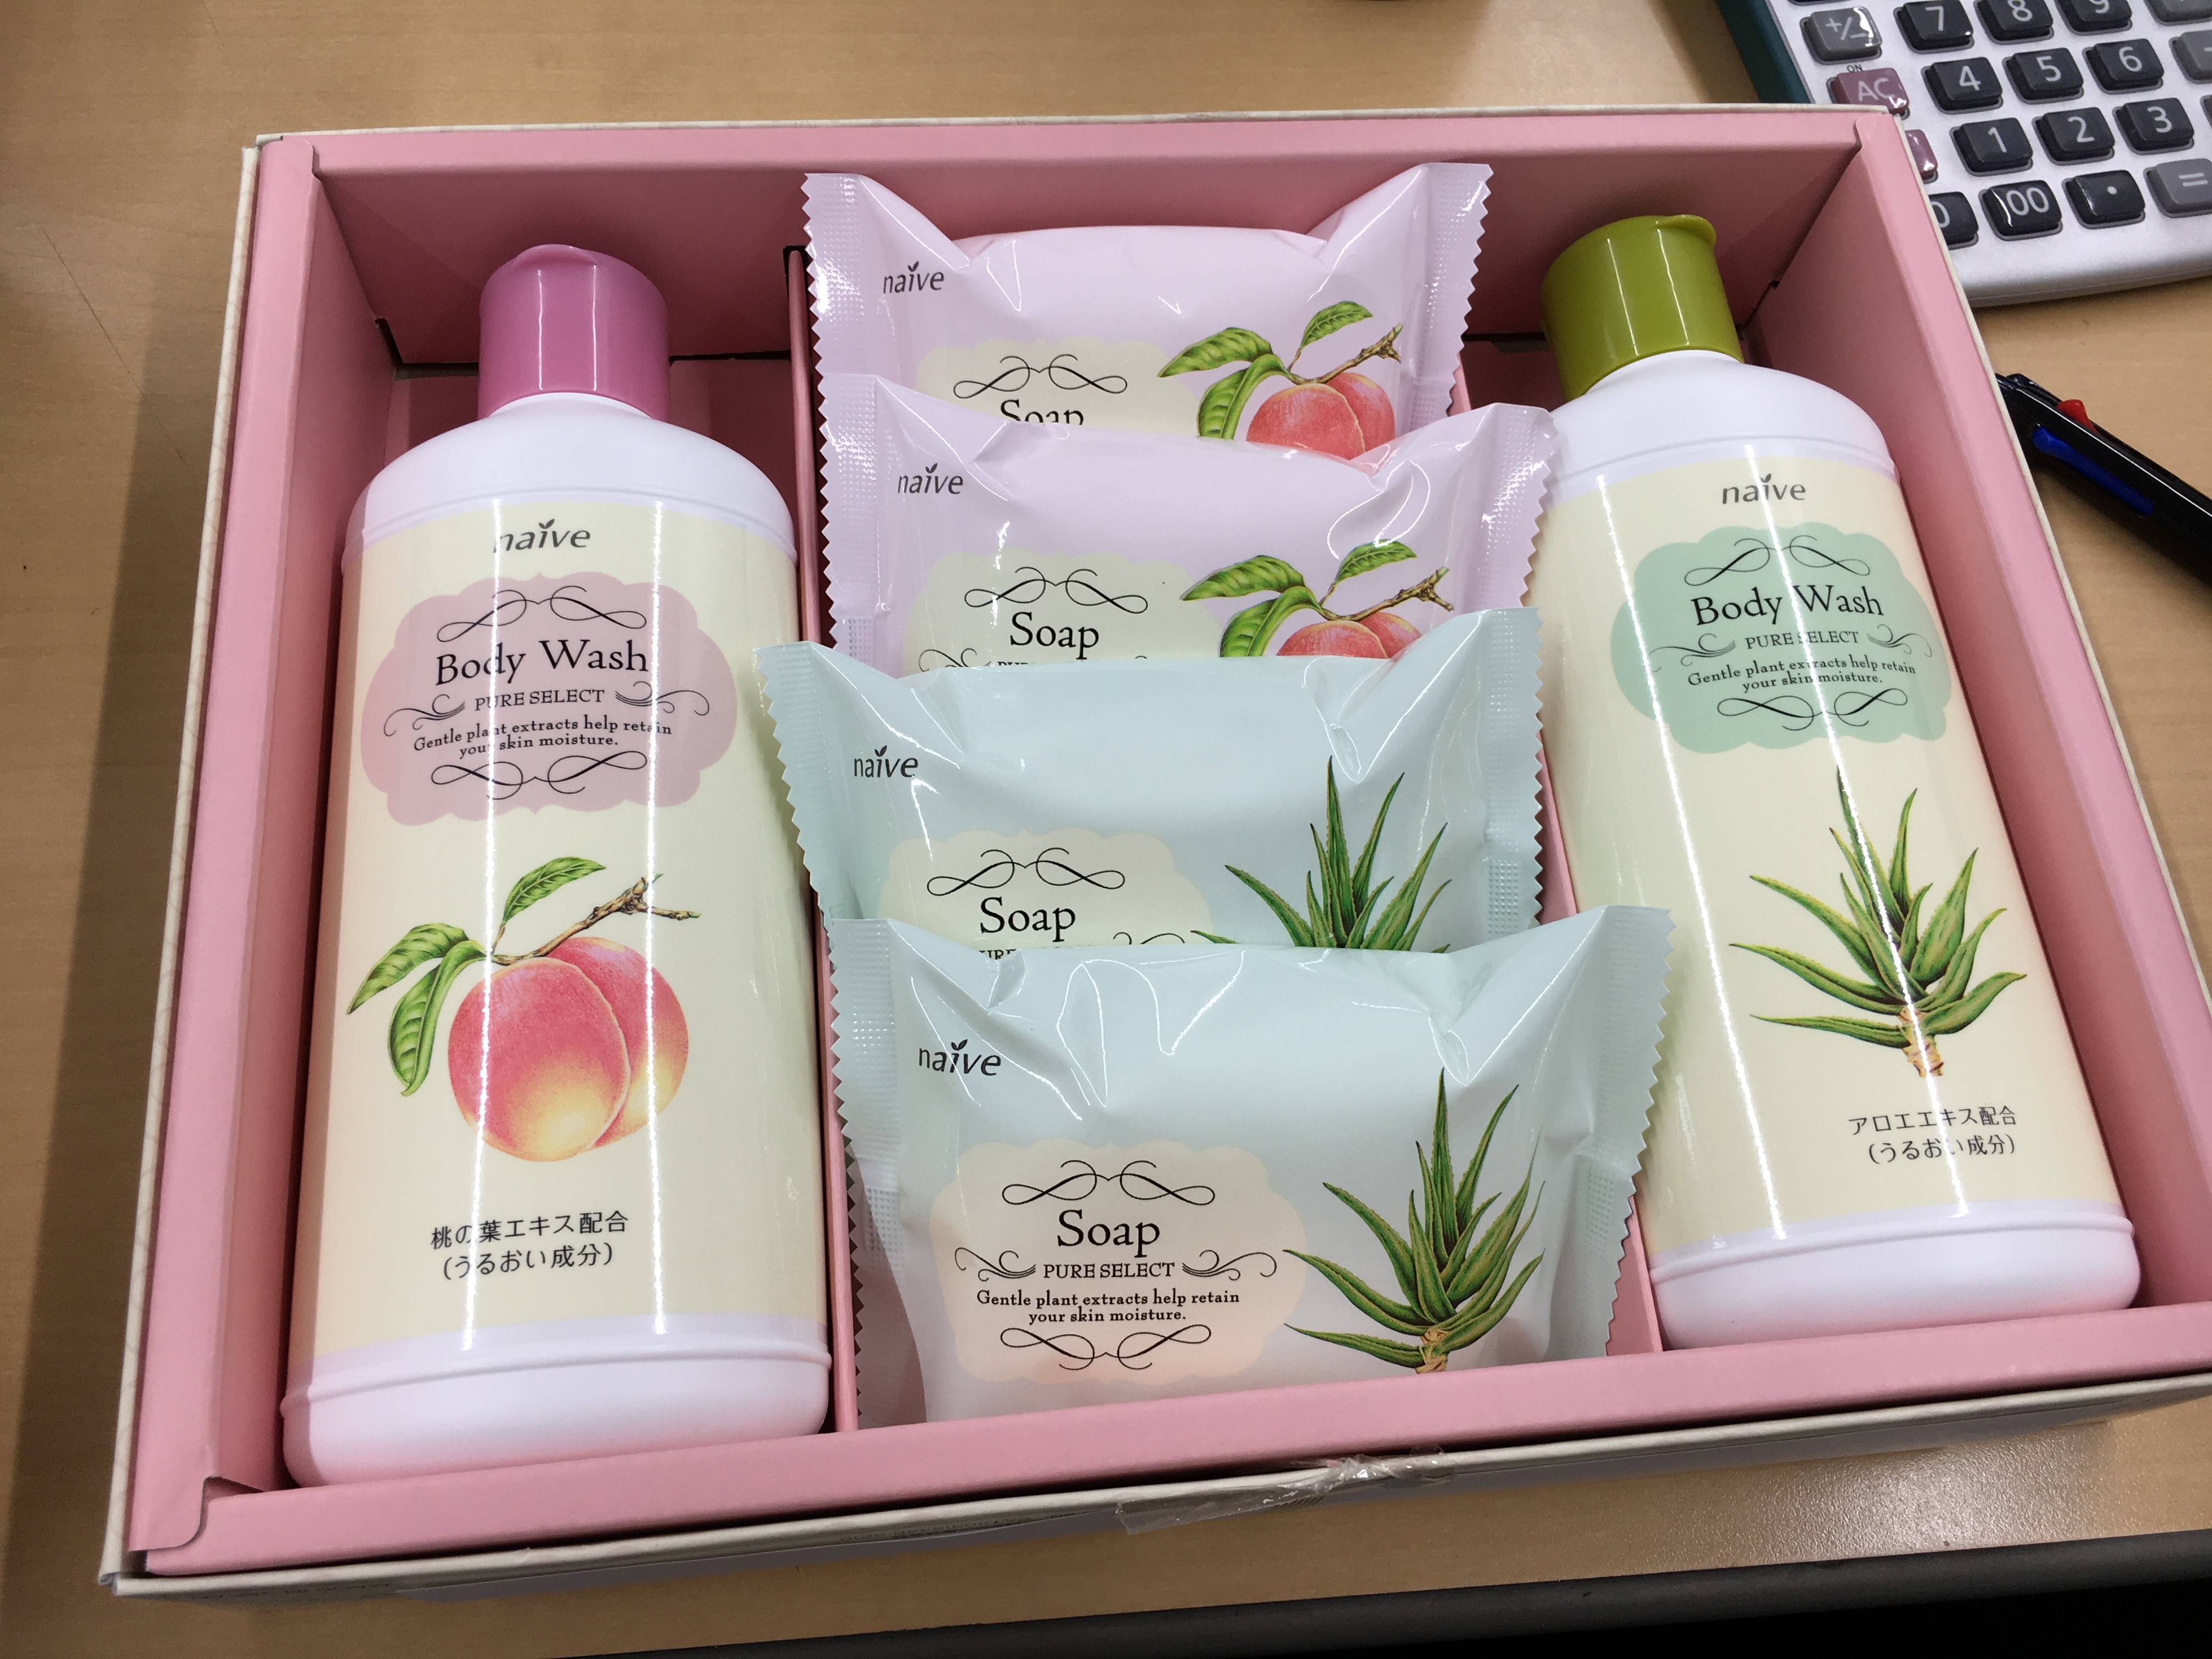 naive
Body Wash
PURE SELECT
Gentle plant extracts help retain
your skin moisture.
桃の葉エキス配合
(うるおい成分)
naive
Soap
naive
Soap
naive
Soap
naive
Soap
PURE SELECT
Gentle plant extracts help retain
your skin moisture.
naive
Body Wash
PURE SELECT
Gentle plant extracts help retain
your skin moisture.
アロエエキス配合
(うるおい成分)
+/- 7 8 9
ON
AC 4 5 6
1 2 3
00 · =